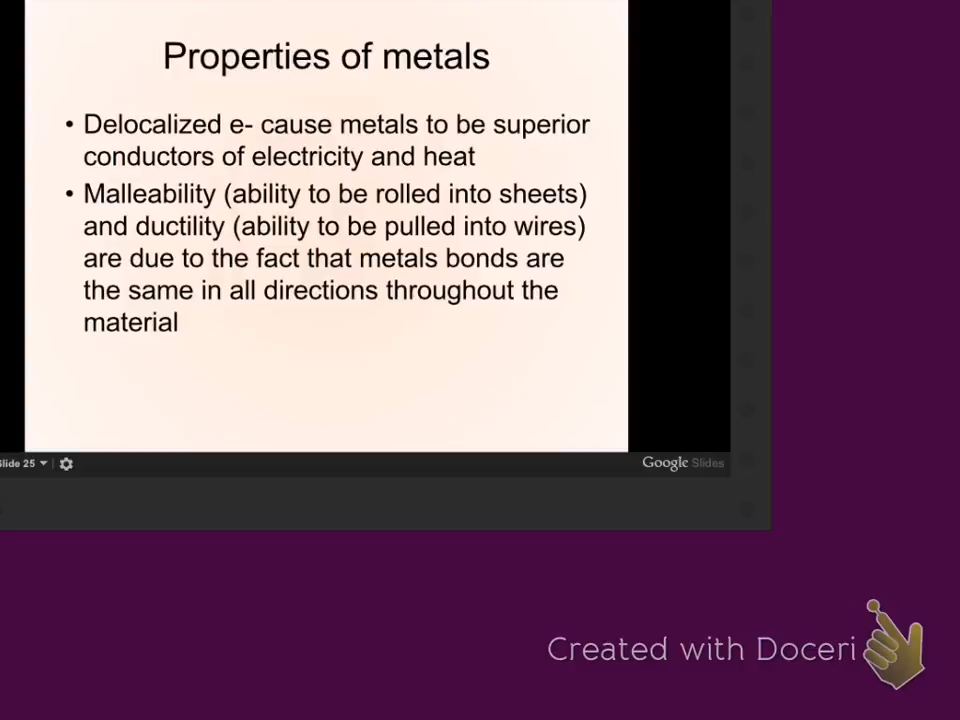 Properties of metals
• Delocalized e- cause metals to be superior
conductors of electricity and heat
• Malleability (ability to be rolled into sheets)
and ductility (ability to be pulled into wires)
are due to the fact that metals bonds are
the same in all directions throughout the
material
Slide 25
Google Slides
Created with Doceri